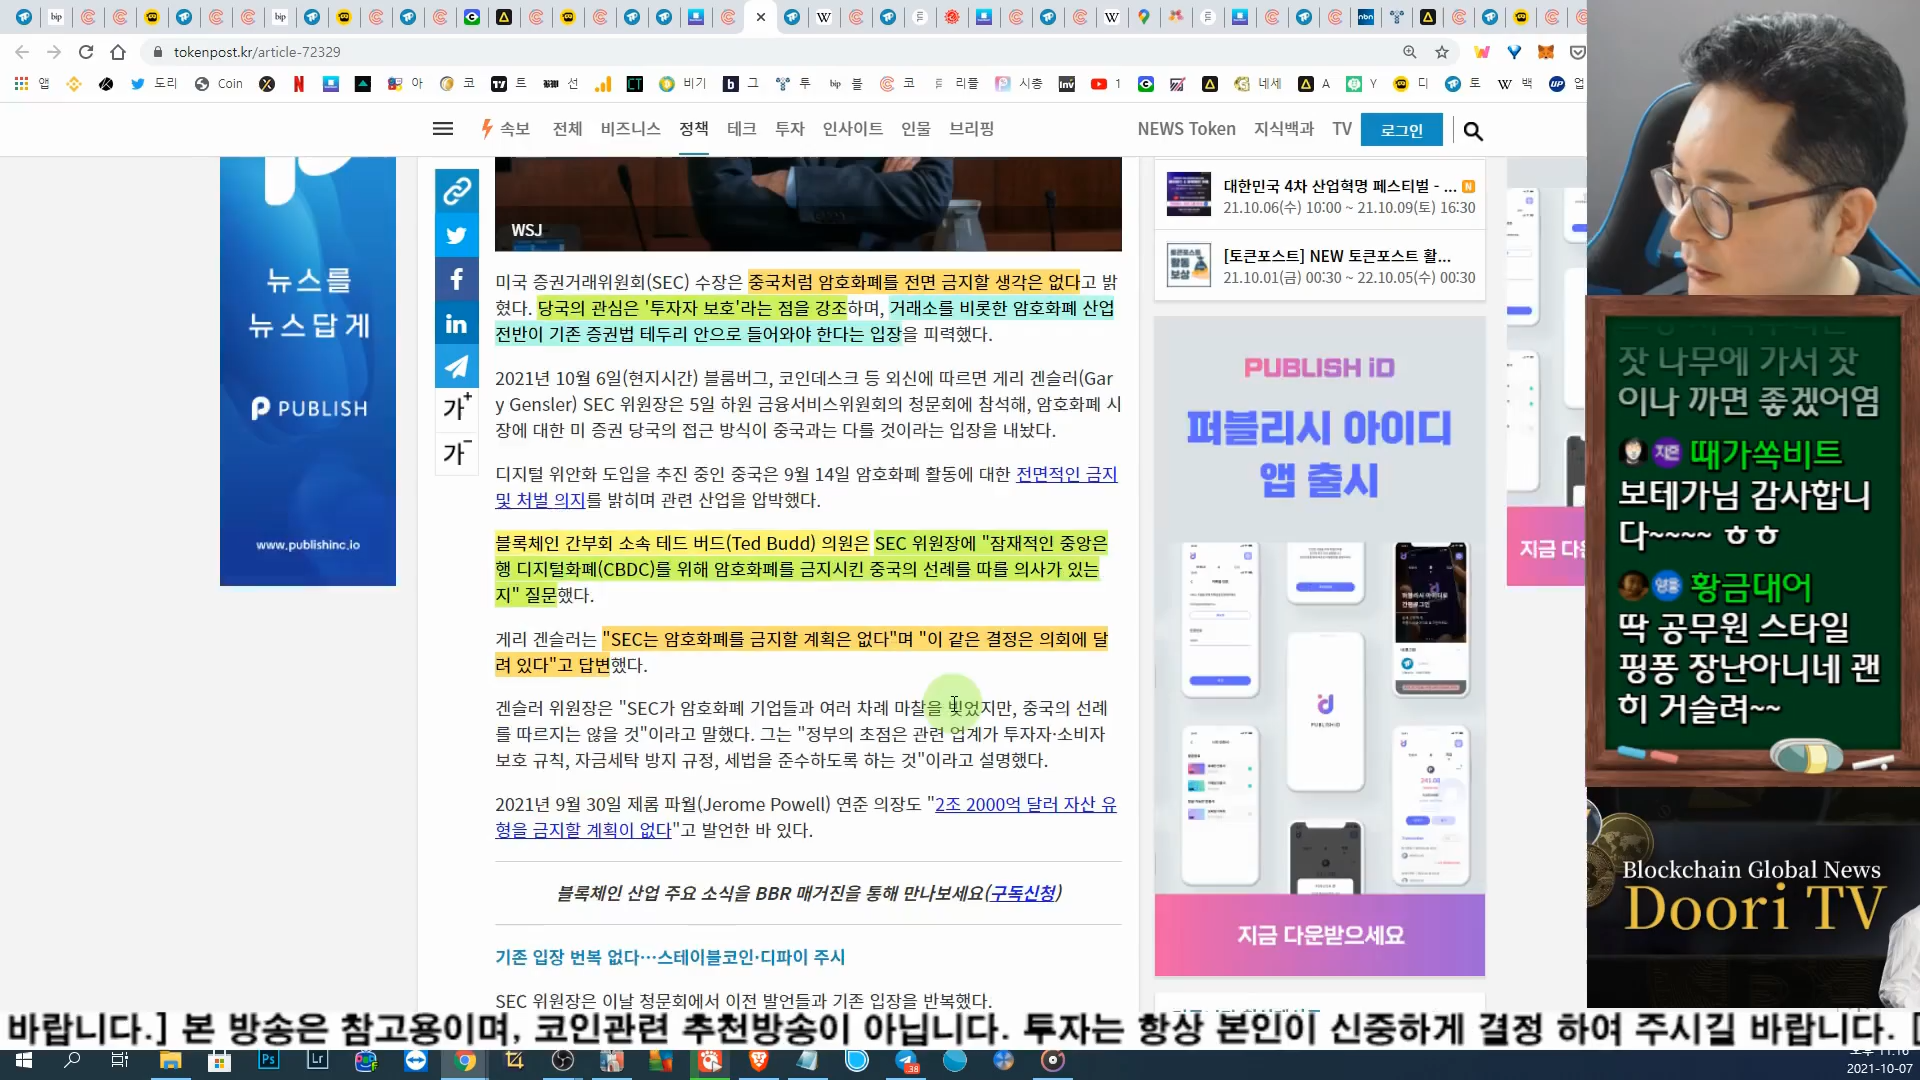 tokenpost.kr/article-72329
앱
도리
Coin
아
코
트
선
비기
그
투
블
코
리플
시총
1
네세
A
Y
디
토
백
업
속보 전체 비즈니스 정책 테크 투자 인사이트 인물 브리핑
NEWS Token 지식백과 TV 로그인
뉴스를
뉴스답게
PUBLISH
www.publishinc.io
가+
가-
WSJ
미국 증권거래위원회(SEC) 수장은 중국처럼 암호화폐를 전면 금지할 생각은 없다고 밝
혔다. 당국의 관심은 '투자자 보호'라는 점을 강조하며, 거래소를 비롯한 암호화폐 산업
전반이 기존 증권법 테두리 안으로 들어와야 한다는 입장을 피력했다.
2021년 10월 6일(현지시간) 블룸버그, 코인데스크 등 외신에 따르면 게리 겐슬러(Gar
y Gensler) SEC 위원장은 5일 하원 금융서비스위원회의 청문회에 참석해, 암호화폐 시
장에 대한 미 증권 당국의 접근 방식이 중국과는 다를 것이라는 입장을 내놨다.
디지털 위안화 도입을 추진 중인 중국은 9월 14일 암호화폐 활동에 대한 전면적인 금지
및 처벌 의지를 밝히며 관련 산업을 압박했다.
블록체인 간부회 소속 테드 버드(Ted Budd) 의원은 SEC 위원장에 "잠재적인 중앙은
행 디지털화폐(CBDC)를 위해 암호화폐를 금지시킨 중국의 선례를 따를 의사가 있는
지" 질문했다.
게리 겐슬러는 "SEC는 암호화폐를 금지할 계획은 없다"며 "이 같은 결정은 의회에 달
려 있다"고 답변했다.
겐슬러 위원장은 "SEC가 암호화폐 기업들과 여러 차례 마찰을 빚었지만, 중국의 선례
를 따르지는 않을 것"이라고 말했다. 그는 "정부의 초점은 관련 업계가 투자자·소비자
보호 규칙, 자금세탁 방지 규정, 세법을 준수하도록 하는 것"이라고 설명했다.
2021년 9월 30일 제롬 파월(Jerome Powell) 연준 의장도 "2조 2000억 달러 자산 유
형을 금지할 계획이 없다"고 발언한 바 있다.
블록체인 산업 주요 소식을 BBR 매거진을 통해 만나보세요(구독신청)
기존 입장 번복 없다…스테이블코인·디파이 주시
SEC 위원장은 이날 청문회에서 이전 발언들과 기존 입장을 반복했다.
대한민국 4차 산업혁명 페스티벌 - ... N
21.10.06(수) 10:00 ~ 21.10.09(토) 16:30
[토큰포스트] NEW 토큰포스트 활...
21.10.01(금) 00:30 ~ 22.10.05(수) 00:30
PUBLISH iD
퍼블리시 아이디
앱 출시
PUBLISH iD
지금 다운받으세요
지금 다운
잣 나무에 가서 잣
이나 까면 좋겠어염
때가쏙비트
보테가님 감사합니
다~~~~ ㅎㅎ
황금대어
딱 공무원 스타일
핑퐁 장난아니네 괜
히 거슬려~~
Blockchain Global News
Doori TV
바랍니다.] 본 방송은 참고용이며, 코인관련 추천방송이 아닙니다. 투자는 항상 본인이 신중하게 결정 하여 주시길 바랍니다. [
오후 11:16
2021-10-07